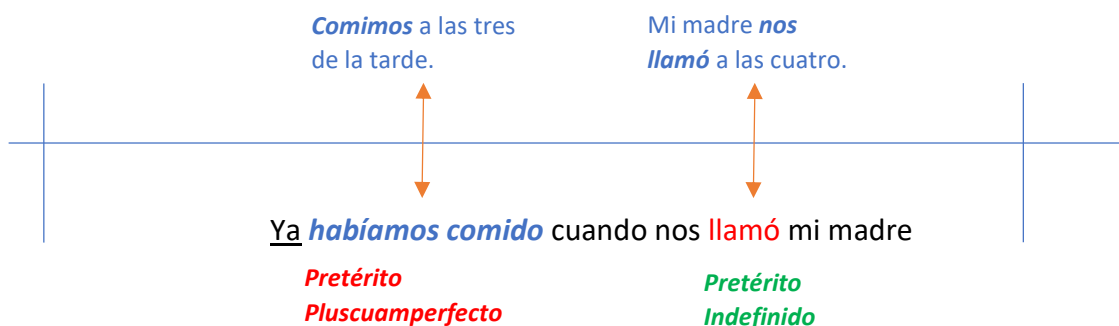 Comimos a las tres
de la tarde.
Mi madre nos
llamó a las cuatro.
Ya habíamos comido cuando nos llamó mi madre
Pretérito
Pluscuamperfecto
Pretérito
Indefinido